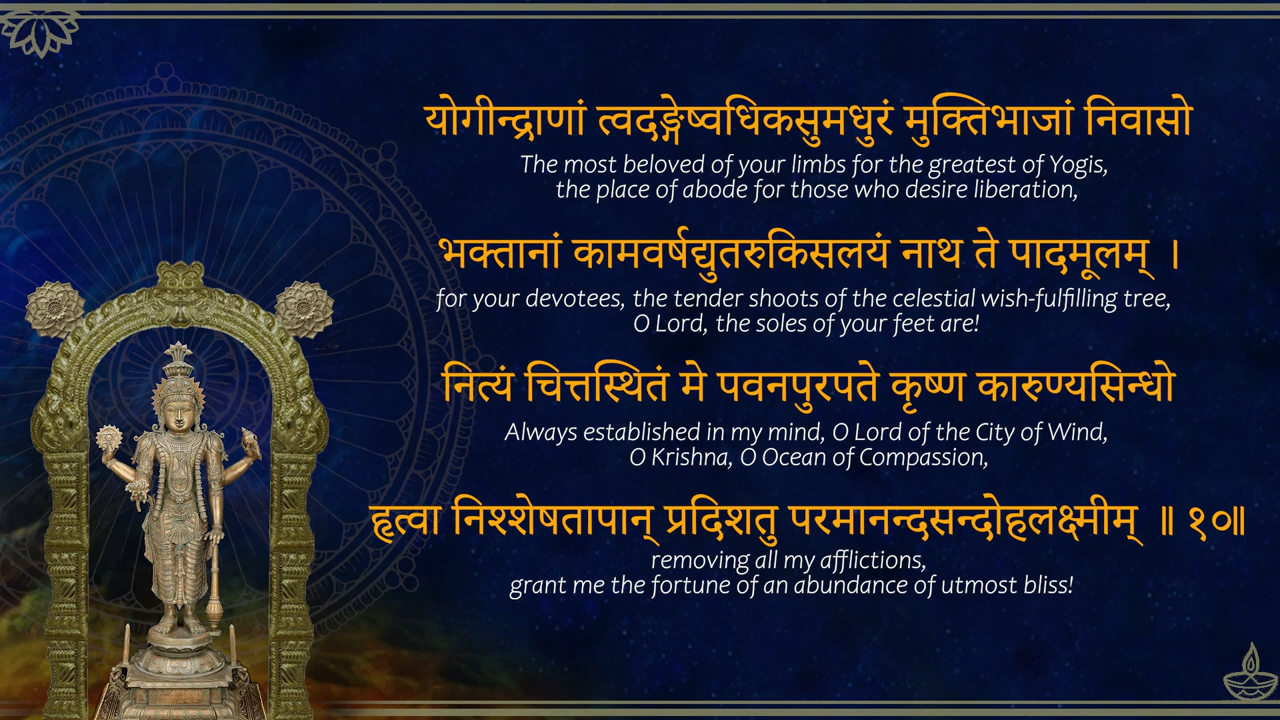 योगीन्द्राणां त्वदङ्गेष्वधिकसुमधुरं मुक्तिभाजां निवासो
The most beloved of your limbs for the greatest of Yogis,
the place of abode for those who desire liberation,
भक्तानां कामवर्षद्युतरुकिसलयं नाथ ते पादमूलम् ।
for your devotees, the tender shoots of the celestial wish-fulfilling tree,
O Lord, the soles of your feet are!
नित्यं चित्तस्थितं मे पवनपुरपते कृष्ण कारुण्यसिन्धो
Always established in my mind, O Lord of the City of Wind,
O Krishna, O Ocean of Compassion,
हृत्वा निश्शेषतापान् प्रदिशतु परमानन्दसन्दोहलक्ष्मीम् ॥ १०॥
removing all my afflictions,
grant me the fortune of an abundance of utmost bliss!